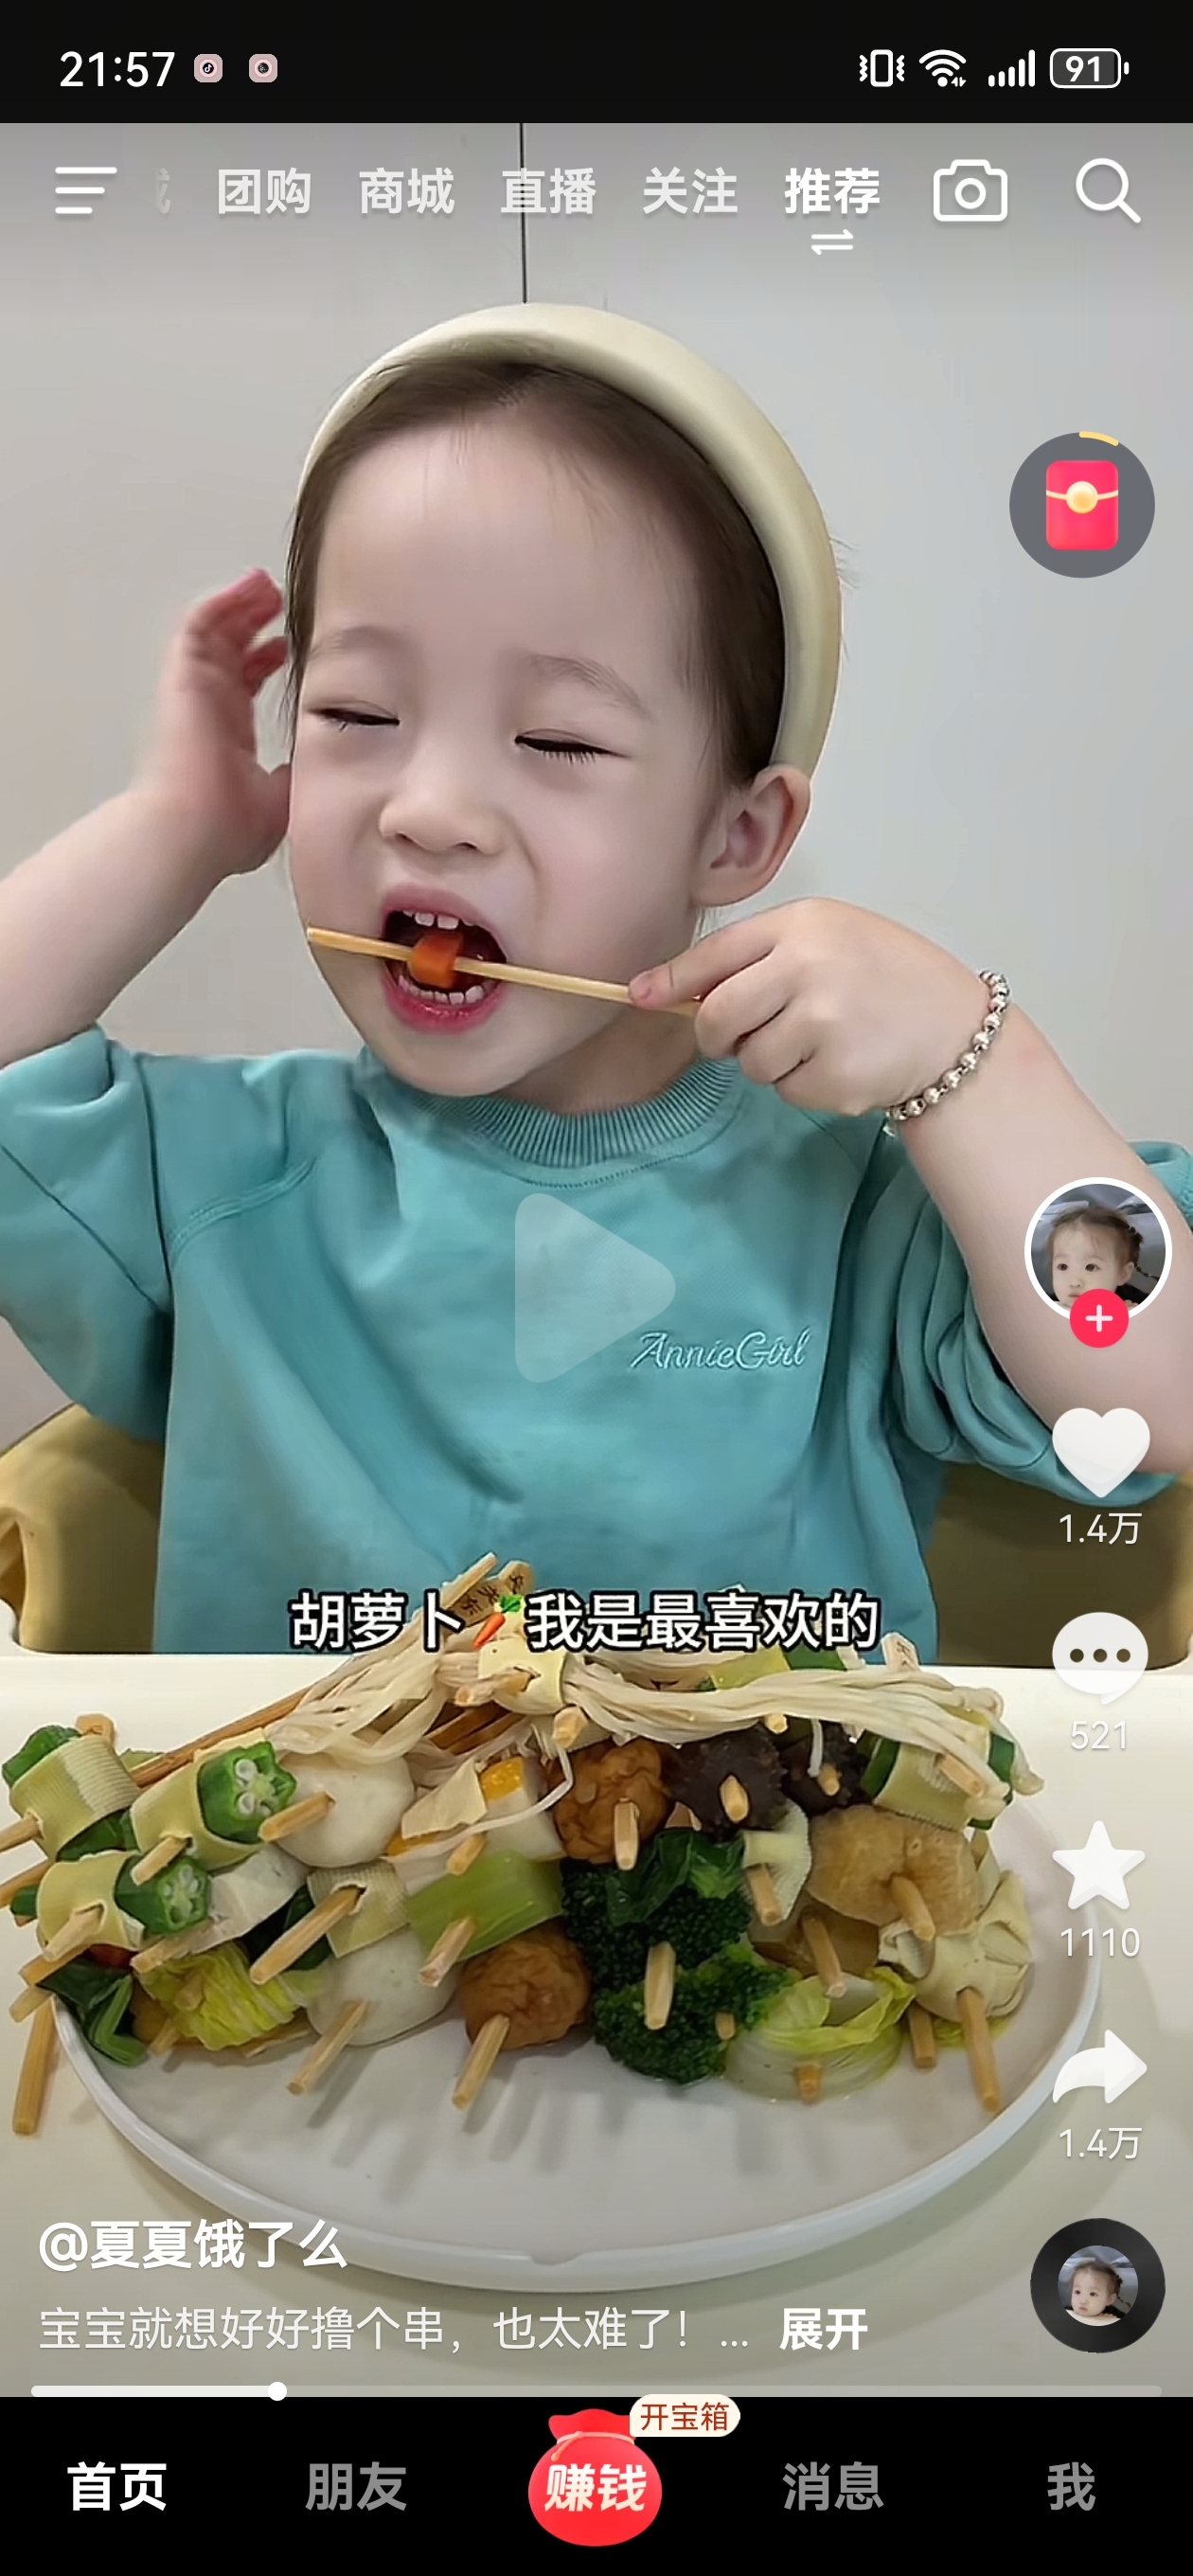 21:57
91
团购 商城 直播 关注 推荐
AnnieGirl
1.4万
胡萝卜🥕我是最喜欢的
521
1110
1.4万
@夏夏饿了么
宝宝就想好好撸个串，也太难了！... 展开
开宝箱
首页 朋友 赚钱 消息 我